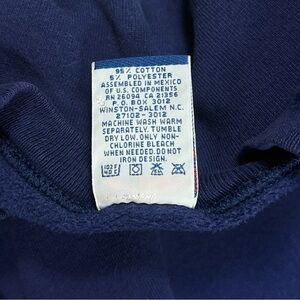 95% COTTON
5% POLYESTER
ASSEMBLED IN MEXICO
OF U.S. COMPONENTS.
RN 26094 CA 21356
P.O. BOX 3012
WINSTON-SALEM N.C.
27102-3012
MACHINE WASH WARM
SEPARATELY. TUMBLE
DRY LOW. ONLY NON-
CHLORINE BLEACH
WHEN NEEDED. DO NOT
IRON DESIGN.